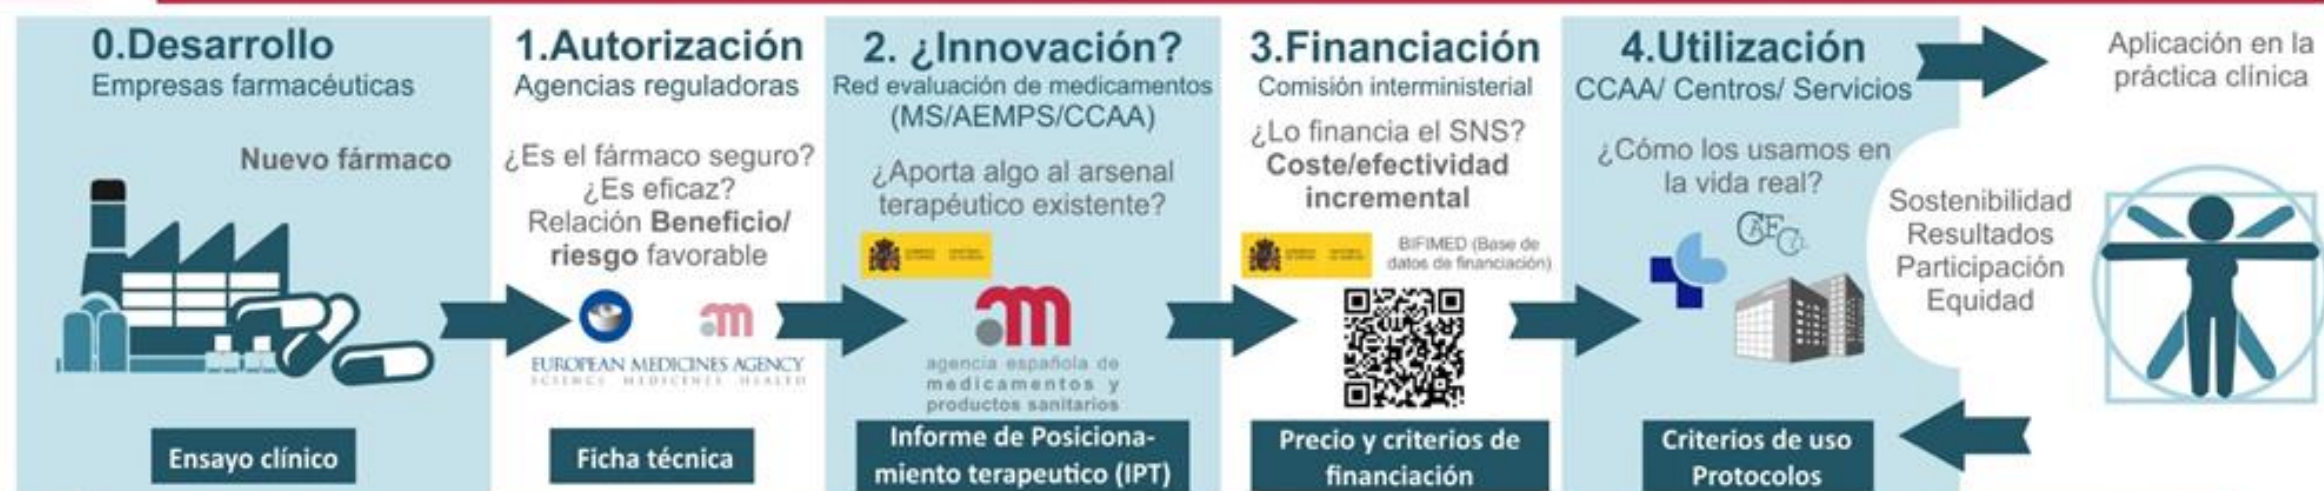 0.Desarrollo
Empresas farmacéuticas
Nuevo fármaco
Ensayo clínico
1.Autorización
Agencias reguladoras
¿Es el fármaco seguro?
¿Es eficaz?
Relación Beneficio/
riesgo favorable
EUROPEAN MEDICINES AGENCY
SCIENCE MEDICINES HEALTH
Ficha técnica
2. ¿Innovación?
Red evaluación de medicamentos
(MS/AEMPS/CCAA)
¿Aporta algo al arsenal
terapéutico existente?
agencia española de
medicamentos y
productos sanitarios
Informe de Posiciona-
miento terapeutico (IPT)
3.Financiación
Comisión interministerial
¿Lo financia el SNS?
Coste/efectividad
incremental
BIFIMED (Base de
datos de financiación)
Precio y criterios de
financiación
4.Utilización
CCAA/ Centros/ Servicios
¿Cómo los usamos en
la vida real?
Criterios de uso
Protocolos
Sostenibilidad
Resultados
Participación
Equidad
Aplicación en la
práctica clínica